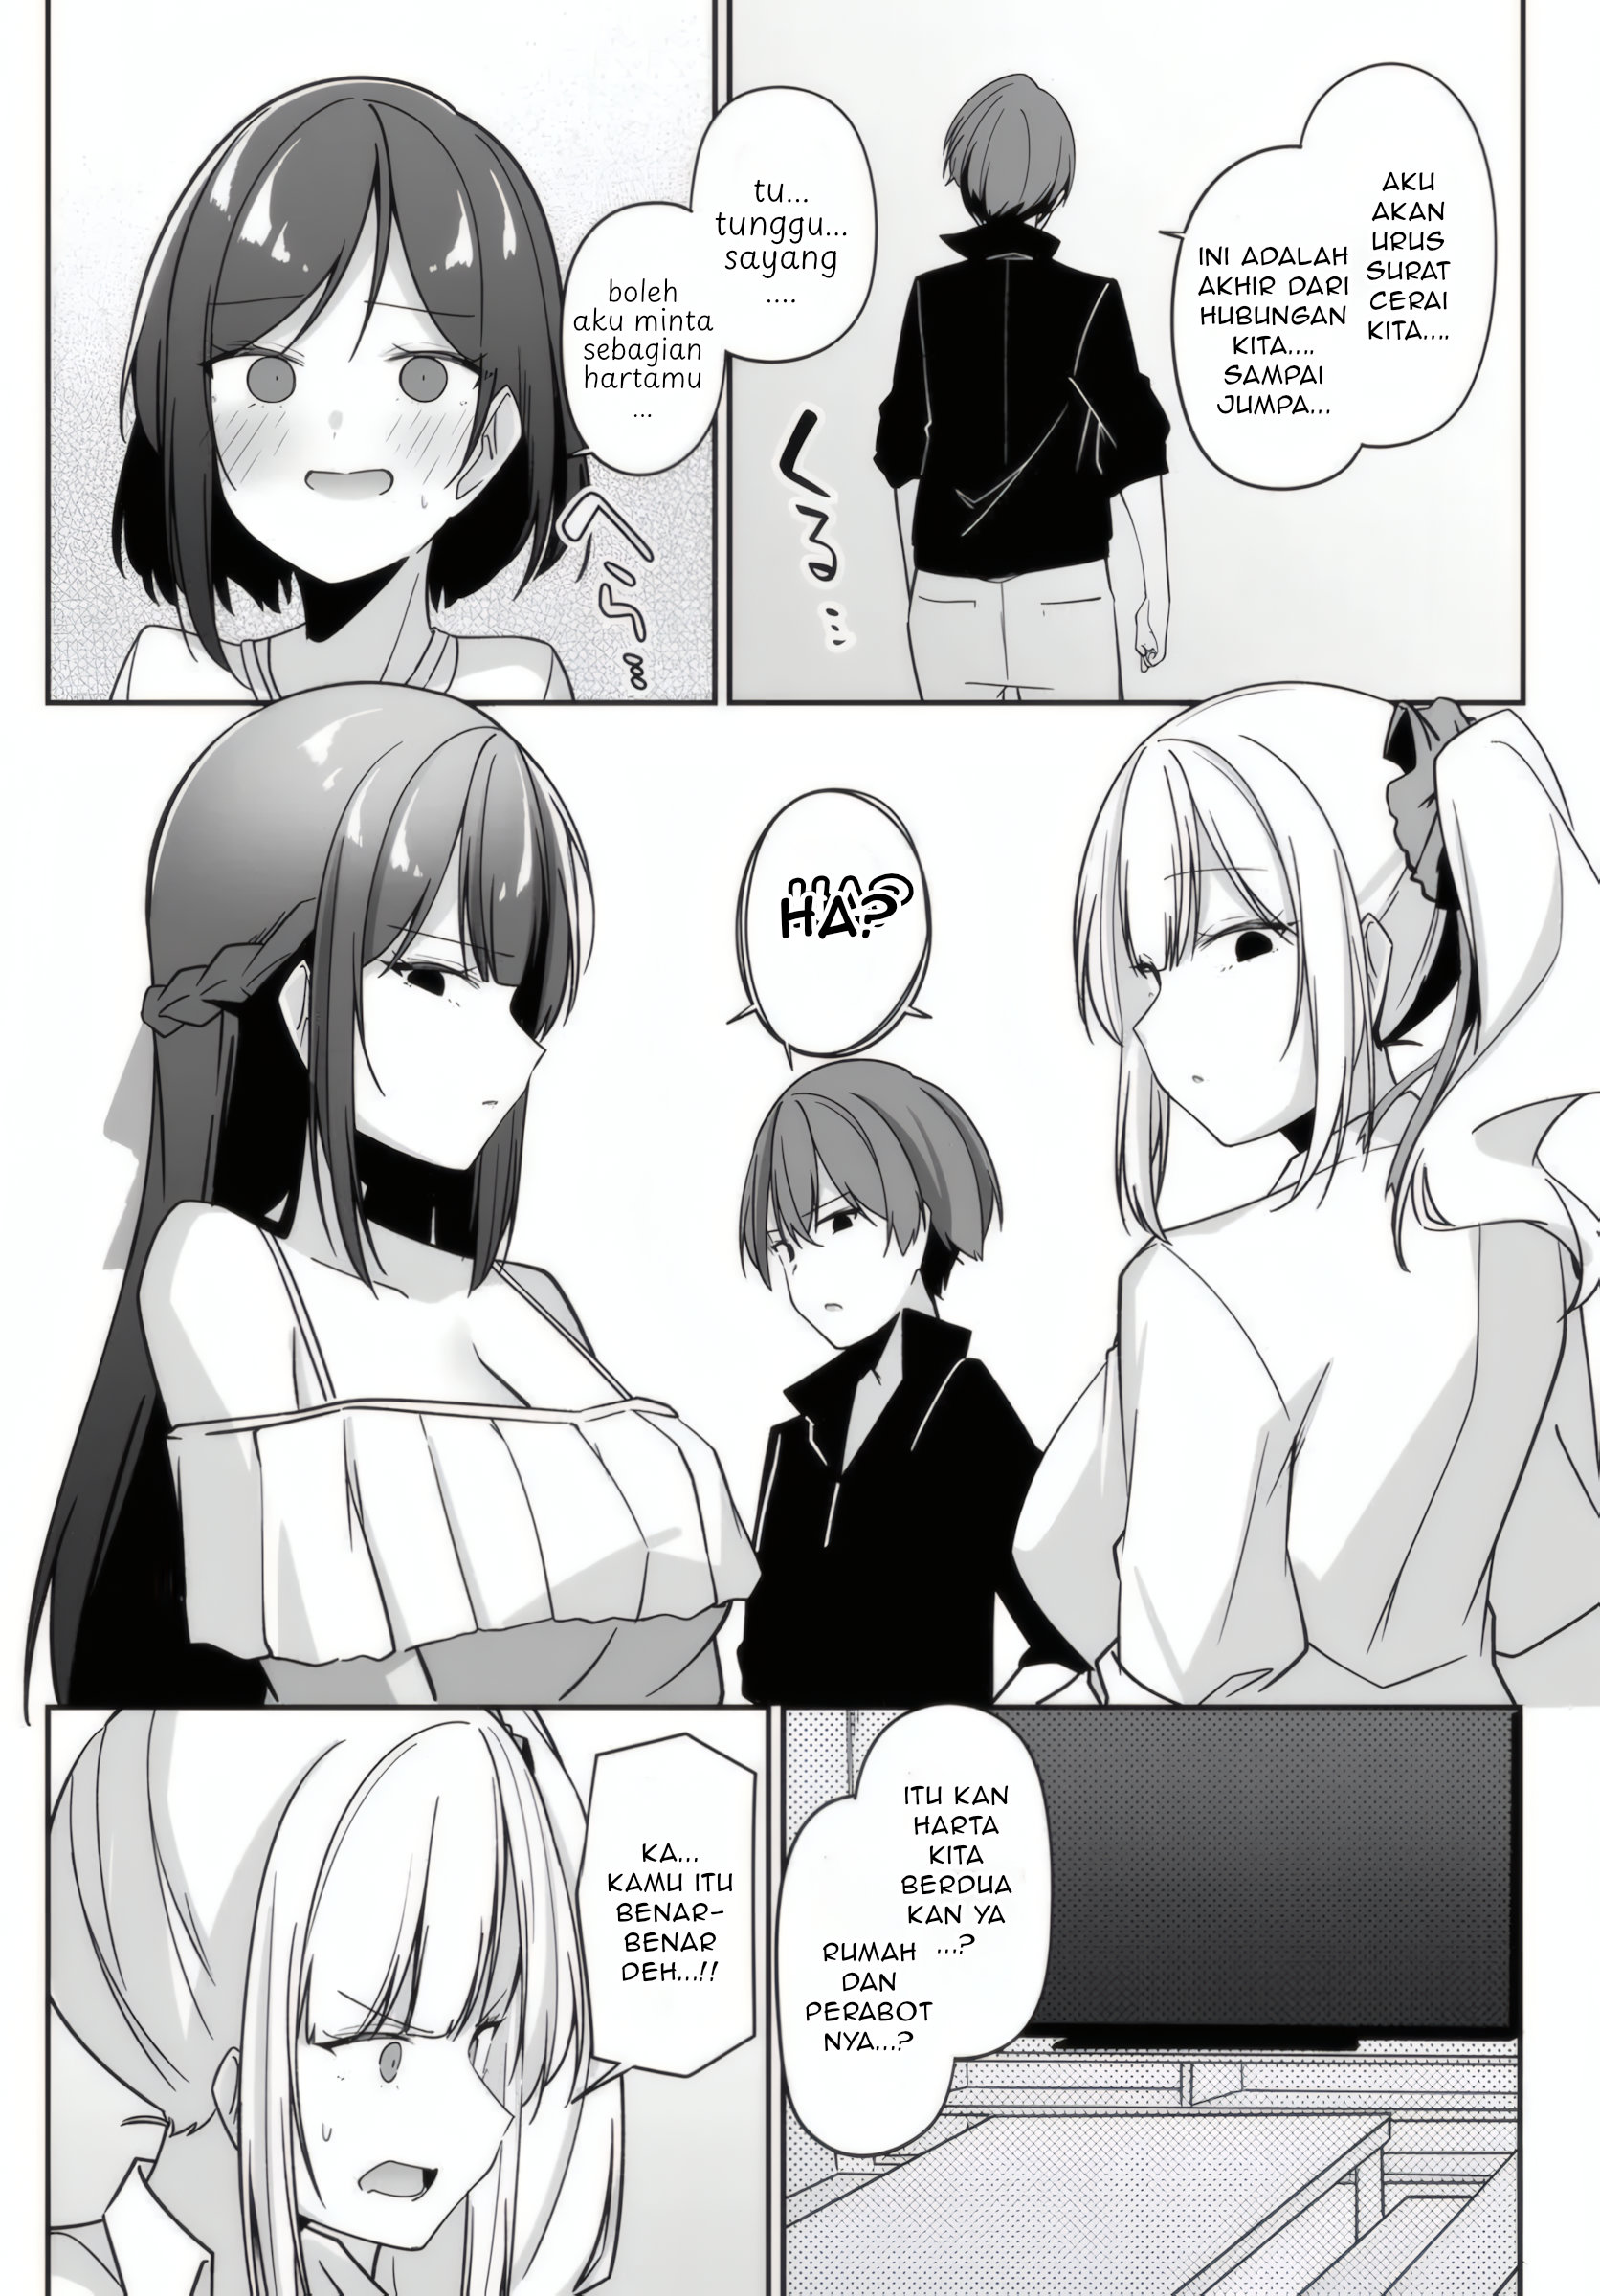 AKU
AKAN
URUS
SURAT
CERAI
KITA....
INI ADALAH
AKHIR DARI
HUBUNGAN
KITA....
SAMPAI
JUMPA...
くる…
tu...
tunggu...
sayang
....
boleh
aku minta
sebagian
hartamu
...
HA?
ITU KAN
HARTA
KITA
BERDUA
KAN YA
...?
RUMAH
DAN
PERABOT
NYA...?
KA...
KAMU ITU
BENAR-
BENAR
DEH...!!